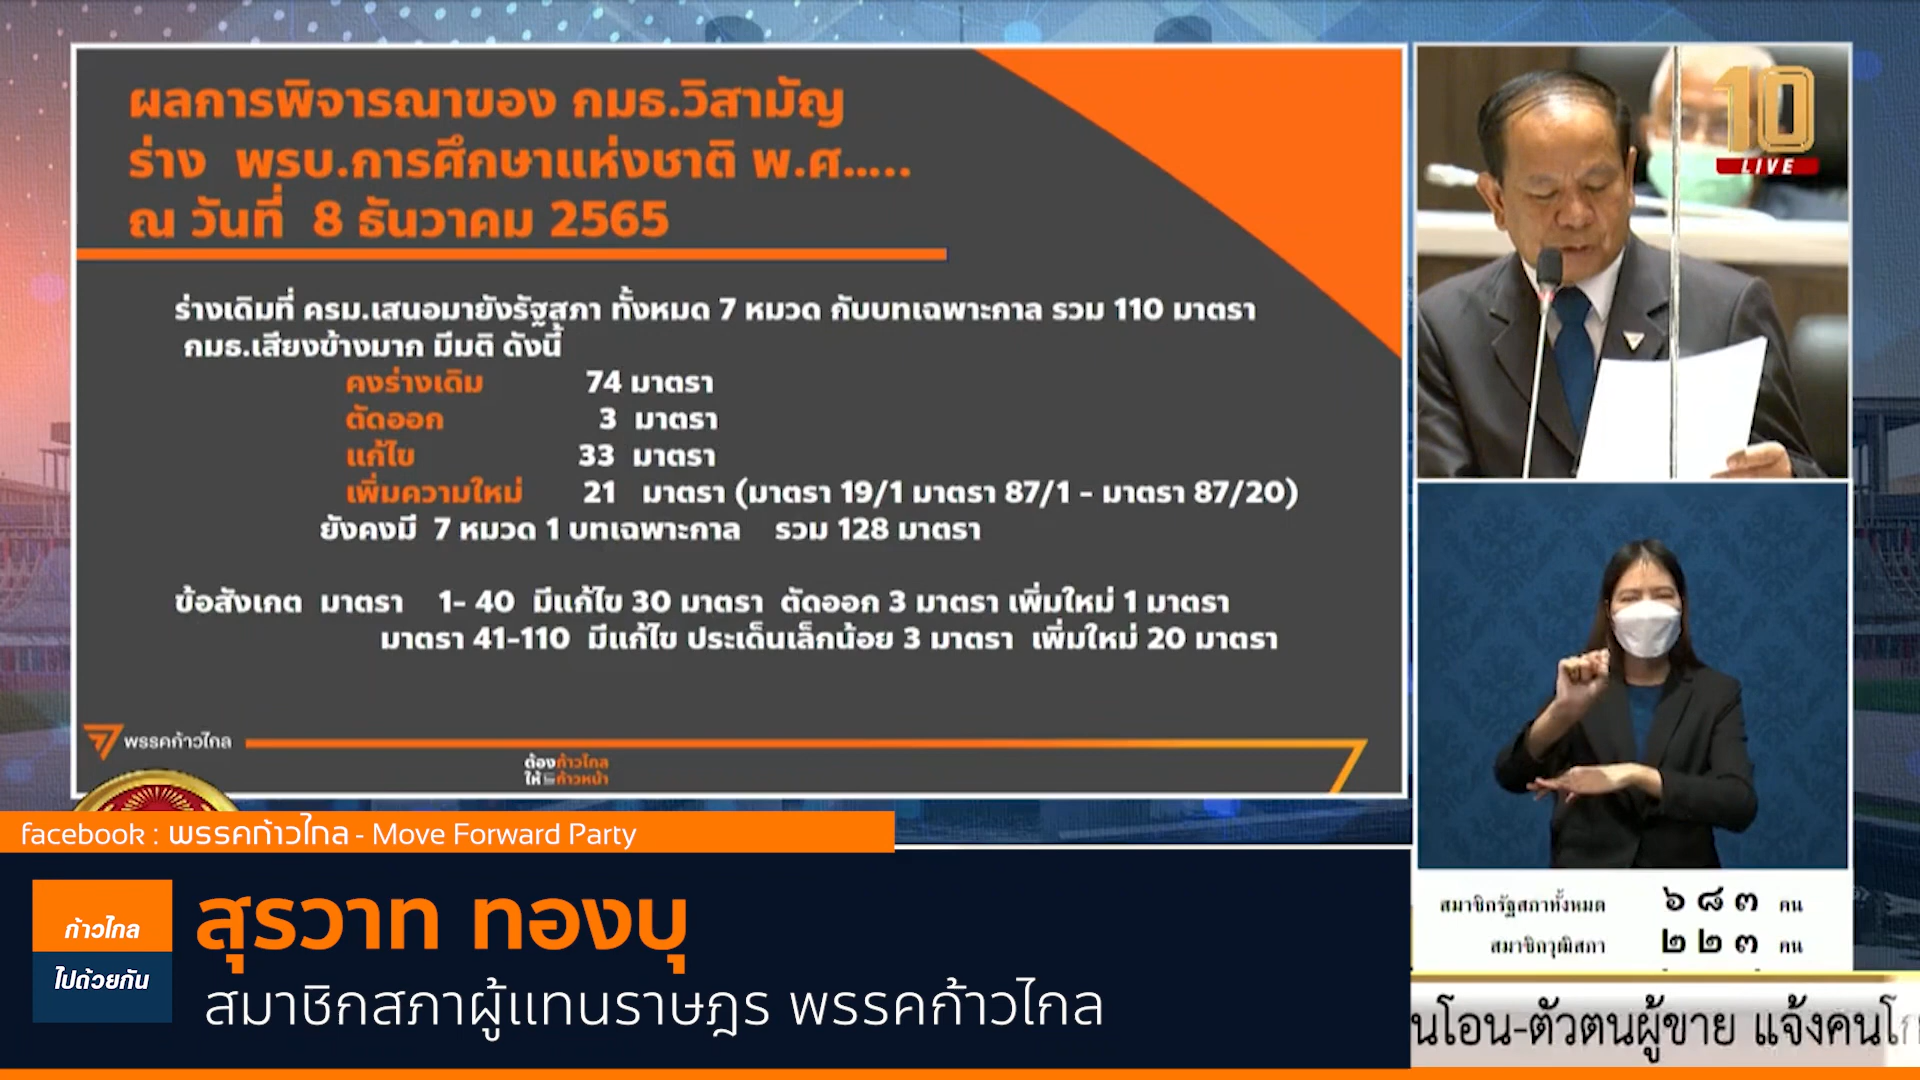 ผลการพิจารณาของ กมธ.วิสามัญ
ร่าง พรบ.การศึกษาแห่งชาติ พ.ศ.....
ณ วันที่ 8 ธันวาคม 2565
ร่างเดิมที่ ครม.เสนอมายังรัฐสภา ทั้งหมด 7 หมวด กับบทเฉพาะกาล รวม 110 มาตรา
กมธ.เสียงข้างมาก มีมติ ดังนี้
คงร่างเดิม 74 มาตรา
ตัดออก 3 มาตรา
แก้ไข 33 มาตรา
เพิ่มความใหม่ 21 มาตรา (มาตรา 19/1 มาตรา 87/1 - มาตรา 87/20)
ยังคงมี 7 หมวด 1 บทเฉพาะกาล รวม 128 มาตรา
ข้อสังเกต มาตรา 1- 40 มีแก้ไข 30 มาตรา ตัดออก 3 มาตรา เพิ่มใหม่ 1 มาตรา
มาตรา 41-110 มีแก้ไข ประเด็นเล็กน้อย 3 มาตรา เพิ่มใหม่ 20 มาตรา
พรรคก้าวไกล
ต้องก้าวไกล
ให้ ก้าวหน้า
10
LIVE
facebook : พรรคก้าวไกล - Move Forward Party
ก้าวไกล
ไปด้วยกัน
สุรวาท ทองบุ
สมาชิกสภาผู้แทนราษฎร พรรคก้าวไกล
สมาชิกรัฐสภาทั้งหมด ๖๘๓ คน
สมาชิกวุฒิสภา ๒๒๓ คน
นโอน-ตัวตนผู้ขาย แจ้งคนโ